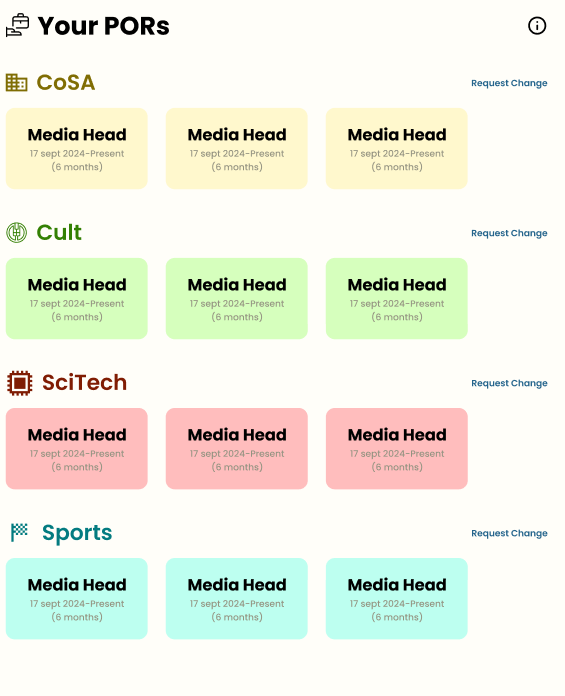 Your PORs
CoSA
Request Change
Media Head
17 sept 2024-Present
(6 months)
Media Head
17 sept 2024-Present
(6 months)
Media Head
17 sept 2024-Present
(6 months)
Cult
Request Change
Media Head
17 sept 2024-Present
(6 months)
Media Head
17 sept 2024-Present
(6 months)
Media Head
17 sept 2024-Present
(6 months)
SciTech
Request Change
Media Head
17 sept 2024-Present
(6 months)
Media Head
17 sept 2024-Present
(6 months)
Media Head
17 sept 2024-Present
(6 months)
Sports
Request Change
Media Head
17 sept 2024-Present
(6 months)
Media Head
17 sept 2024-Present
(6 months)
Media Head
17 sept 2024-Present
(6 months)